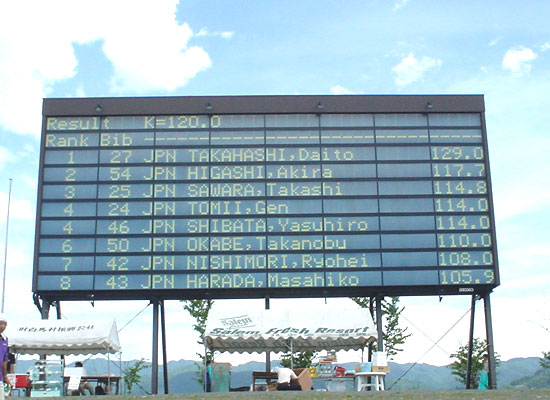 Result K=120.0
Rank Bib
1 27 JPN TAKAHASHI,Daito 129.0
2 54 JPN HIGASHI,Akira 117.7
3 25 JPN SAWARA,Takashi 114.8
4 24 JPN TOMII,Gen 114.0
4 46 JPN SHIBATA,Yasuhiro 114.0
6 50 JPN OKABE,Takanobu 110.0
7 42 JPN NISHIMORI,Ryohei 108.0
8 43 JPN HARADA,Masahiko 105.9
Fresh Resort